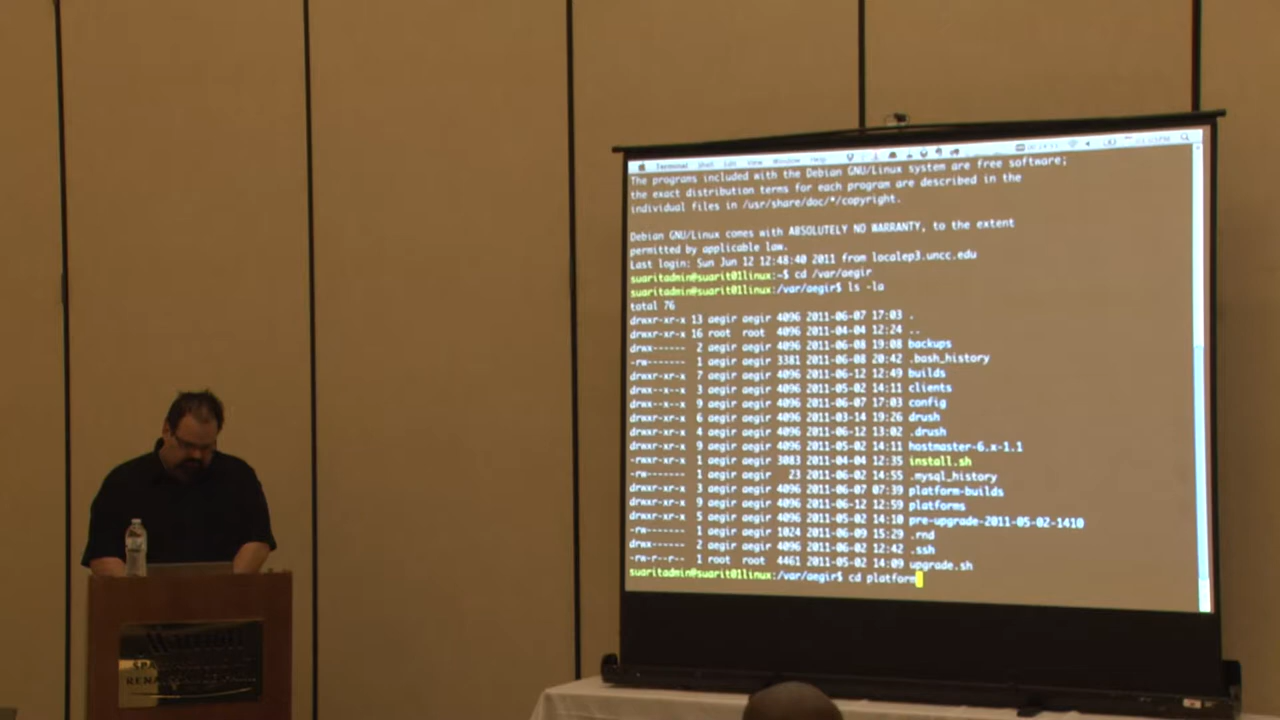 Terminal Shell Edit View Window Help
The programs included with the Debian GNU/Linux system are free software;
the exact distribution terms for each program are described in the
individual files in /usr/share/doc/*/copyright.
Debian GNU/Linux comes with ABSOLUTELY NO WARRANTY, to the extent
permitted by applicable law.
Last login: Sun Jun 12 12:48:40 2011 from localep3.uncc.edu
suaritadmin@suarit01linux:~$ cd /var/aegir
suaritadmin@suarit01linux:/var/aegir$ ls -la
total 76
drwxr-xr-x 13 aegir aegir 4096 2011-06-07 17:03 .
drwxr-xr-x 16 root root 4096 2011-04-04 12:24 ..
drwx------ 2 aegir aegir 4096 2011-06-08 19:08 backups
-rw------- 1 aegir aegir 3381 2011-06-08 20:42 .bash_history
drwxr-xr-x 7 aegir aegir 4096 2011-06-12 12:49 builds
drwx--x--x 3 aegir aegir 4096 2011-05-02 14:11 clients
drwx--x--x 9 aegir aegir 4096 2011-06-07 17:03 config
drwxr-xr-x 6 aegir aegir 4096 2011-03-14 19:26 drush
drwxr-xr-x 4 aegir aegir 4096 2011-06-12 13:02 .drush
drwxr-xr-x 9 aegir aegir 4096 2011-05-02 14:11 hostmaster-6.x-1.1
-rwxr-xr-x 1 aegir aegir 3083 2011-04-04 12:35 install.sh
-rw------- 1 aegir aegir 23 2011-06-02 14:55 .mysql_history
drwxr-xr-x 3 aegir aegir 4096 2011-06-07 07:39 platform-builds
drwxr-xr-x 9 aegir aegir 4096 2011-06-12 12:59 platforms
drwxr-xr-x 5 aegir aegir 4096 2011-05-02 14:10 pre-upgrade-2011-05-02-1410
-rw------- 1 aegir aegir 1024 2011-06-09 15:29 .rnd
drwx------ 2 aegir aegir 4096 2011-06-02 12:42 .ssh
-rw-r--r-- 1 root root 4461 2011-05-02 14:09 upgrade.sh
suaritadmin@suarit01linux:/var/aegir$ cd platform
Marriott